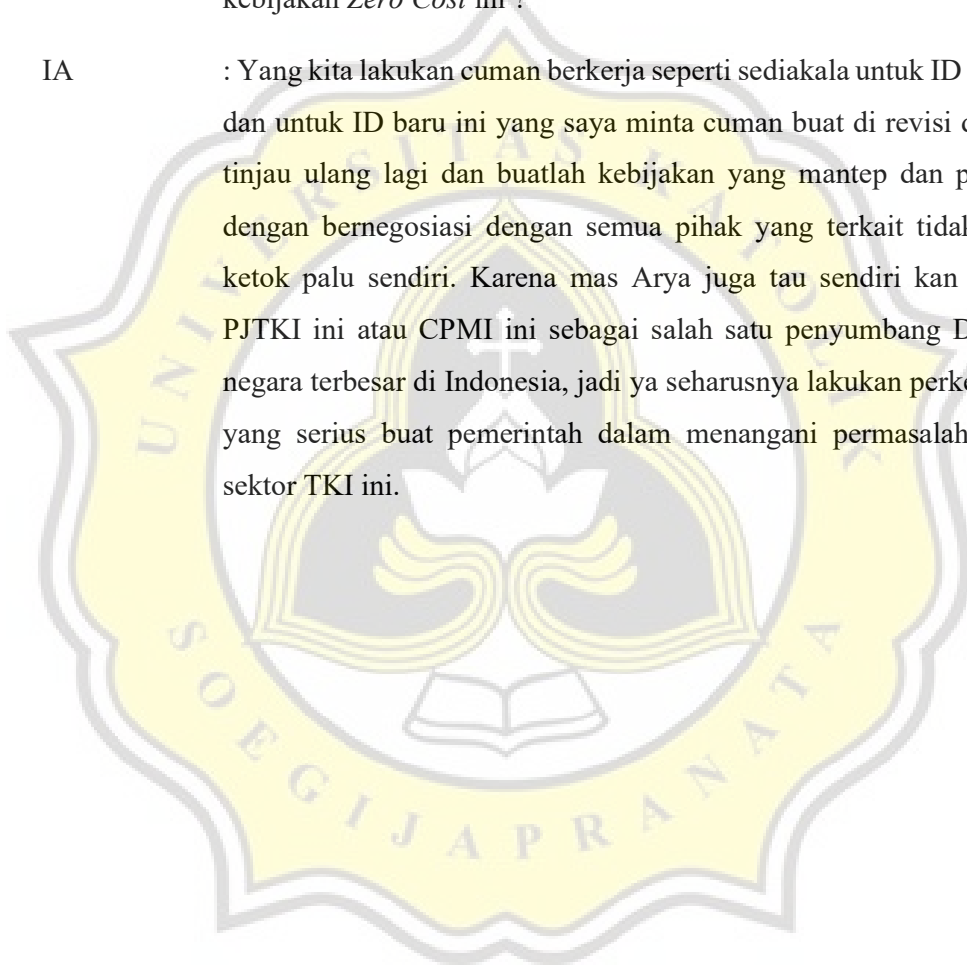 kebijakan Zero Cost ini ?
IA : Yang kita lakukan cuman berkerja seperti sediakala untuk ID
dan untuk ID baru ini yang saya minta cuman buat di revisi
tinjau ulang lagi dan buatlah kebijakan yang mantep dan
dengan bernegosiasi dengan semua pihak yang terkait tidak
ketok palu sendiri. Karena mas Arya juga tau sendiri kan
PJTKI ini atau CPMI ini sebagai salah satu penyumbang
negara terbesar di Indonesia, jadi ya seharusnya lakukan
yang serius buat pemerintah dalam menangani
sektor TKI ini.
UNIVERSITAS KATOLIK
SOEGIJAPRANATA